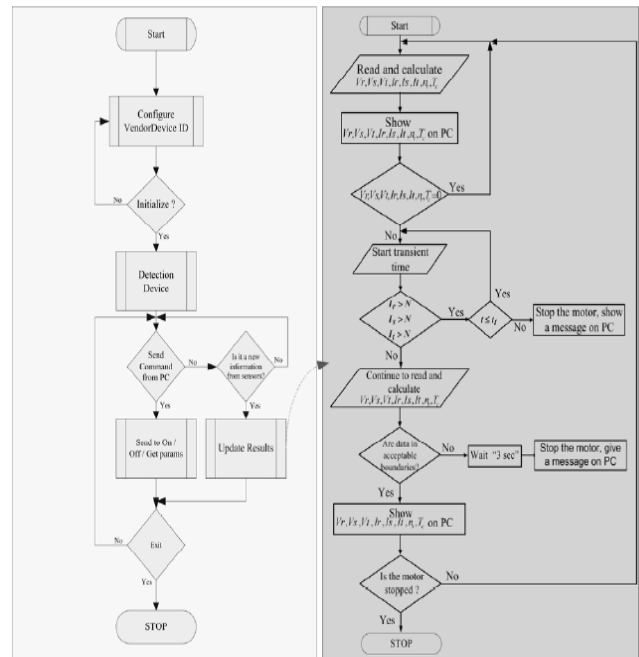 Start
Configure
VendorDevice ID
No
Initialize ?
Yes
Detection
Device
Send
Command
from PC
No
Is it a new
information
from sensors?
No
Yes
Yes
Send to On /
Off / Get params
Update Results
No
Exit
Yes
STOP
Start
Read and calculate
Vr,Vs,Vt,Ir,Is,It,n,T
Show
Vr,Vs,Vt,Ir,Is,It,n,T on PC
Vr,Vs,Vt,Ir,Is,It,n,T=0
Yes
No
Start transient
time
Yes
Ir > N
Is > N
It > N
Yes
t ≤ t
No
Stop the motor, show
a message on PC
No
Continue to read and
calculate
Vr,Vs,Vt,Ir,Is,It,n,T
Are data in
acceptable
boundaries?
No
Wait "3 sec"
Stop the motor, give
a message on PC
Yes
Show
Vr,Vs,Vt,Ir,Is,It,n,T on PC
Is the motor
stopped ?
No
Yes
STOP